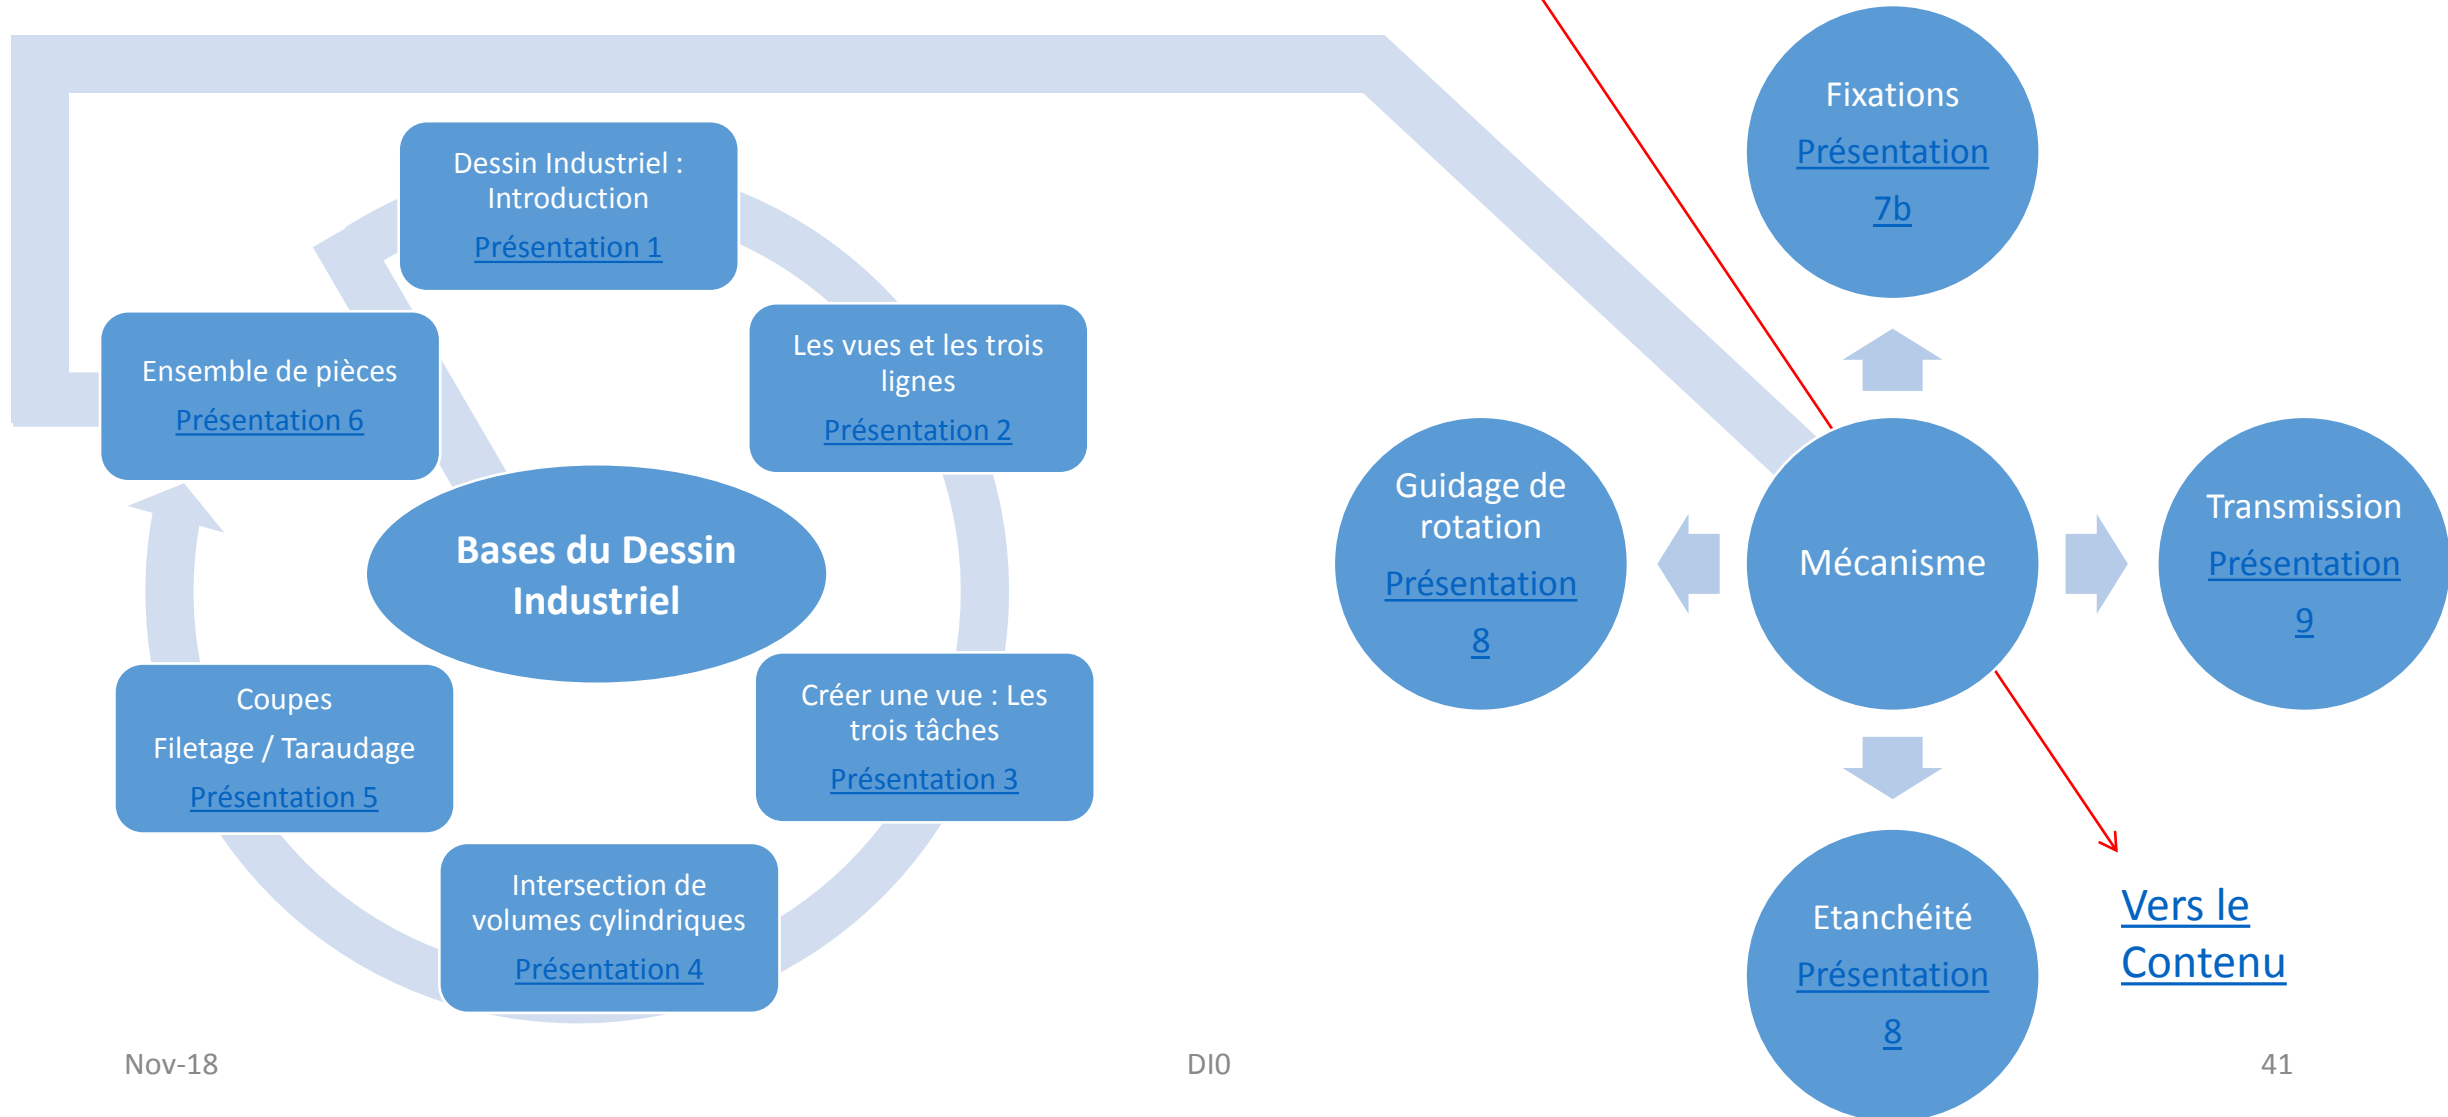 Dessin Industriel :
Introduction
Présentation 1
Les vues et les trois
lignes
Présentation 2
Créer une vue : Les
trois tâches
Présentation 3
Intersection de
volumes cylindriques
Présentation 4
Coupes
Filetage / Taraudage
Présentation 5
Ensemble de pièces
Présentation 6
Bases du Dessin
Industriel
Fixations
Présentation
7b
Guidage de
rotation
Présentation
8
Mécanisme
Transmission
Présentation
9
Etanchéité
Présentation
8
Vers le
Contenu
Nov-18
DI0
41